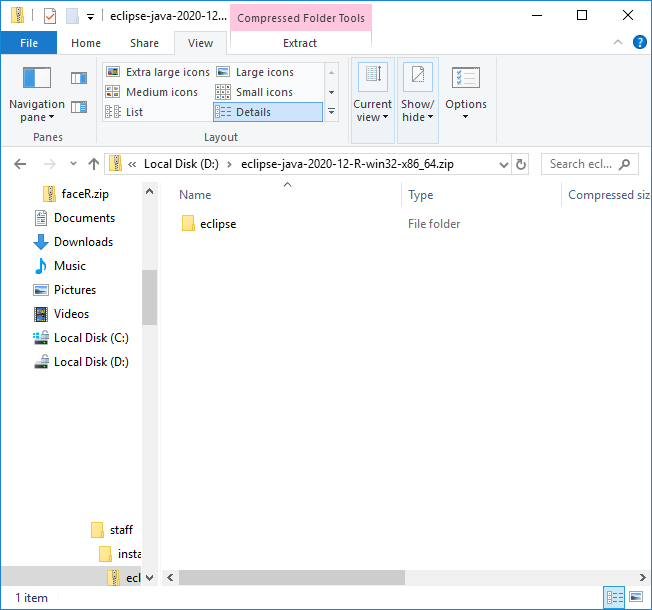 eclipse-java-2020-12... Compressed Folder Tools
File Home Share View Extract
Navigation pane
Panes
Extra large icons Large icons
Medium icons Small icons
List Details
Layout
Current view
Show/ hide
Options
« Local Disk (D:) › eclipse-java-2020-12-R-win32-x86_64.zip
Search ecl...
Name Type Compressed siz
faceR.zip
Documents
Downloads
Music
Pictures
Videos
Local Disk (C:)
Local Disk (D:)
staff
insta
ecl
eclipse File folder
1 item